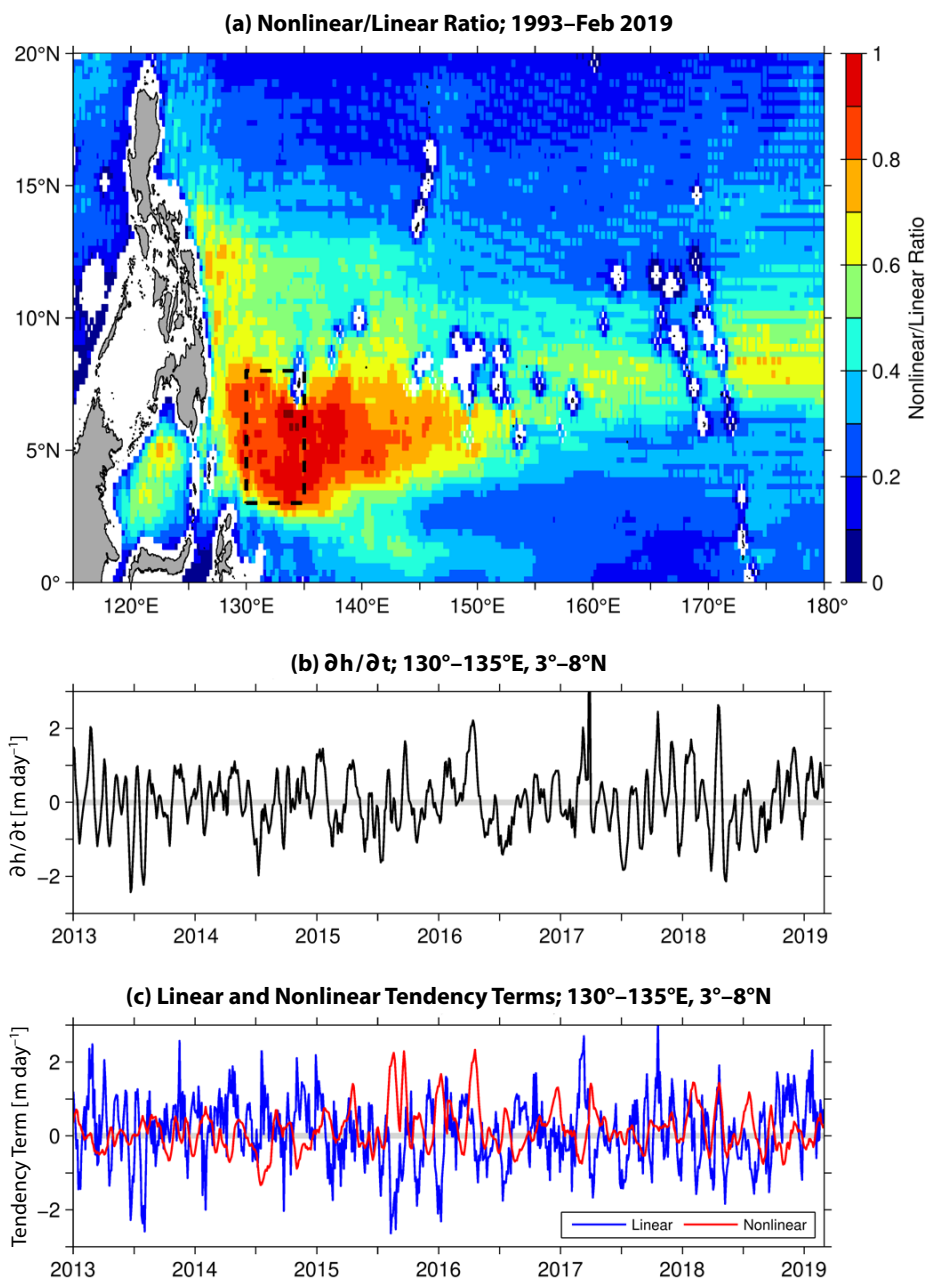 (a) Nonlinear/Linear Ratio; 1993–Feb 2019
20°N
15°N
10°N
5°N
0°
120°E 130°E 140°E 150°E 160°E 170°E 180°
1
0.8
0.6
0.4
0.2
0
Nonlinear/Linear Ratio
(b) ∂h/∂t; 130°–135°E, 3°–8°N
∂h/∂t [m day⁻¹]
2
0
−2
2013 2014 2015 2016 2017 2018 2019
(c) Linear and Nonlinear Tendency Terms; 130°–135°E, 3°–8°N
Tendency Term [m day⁻¹]
2
0
−2
Linear Nonlinear
2013 2014 2015 2016 2017 2018 2019